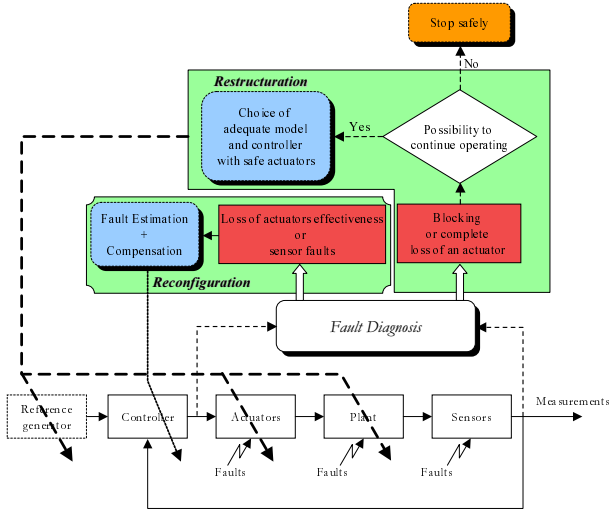 Stop safely
No
Restructuration
Choice of
adequate model
and controller
with safe actuators
Yes
Possibility to
continue operating
Fault Estimation
+
Compensation
Loss of actuators effectiveness
or
sensor faults
Blocking
or complete
loss of an actuator
Reconfiguration
Fault Diagnosis
Measurements
Reference
generator
Controller
Actuators
Plant
Sensors
Faults
Faults
Faults